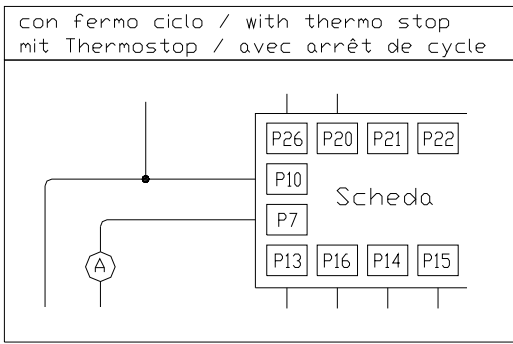 con fermo ciclo / with thermo stop
mit Thermostop / avec arrêt de cycle
P26 P20 P21 P22
P10
Scheda
P7
A
P13 P16 P14 P15